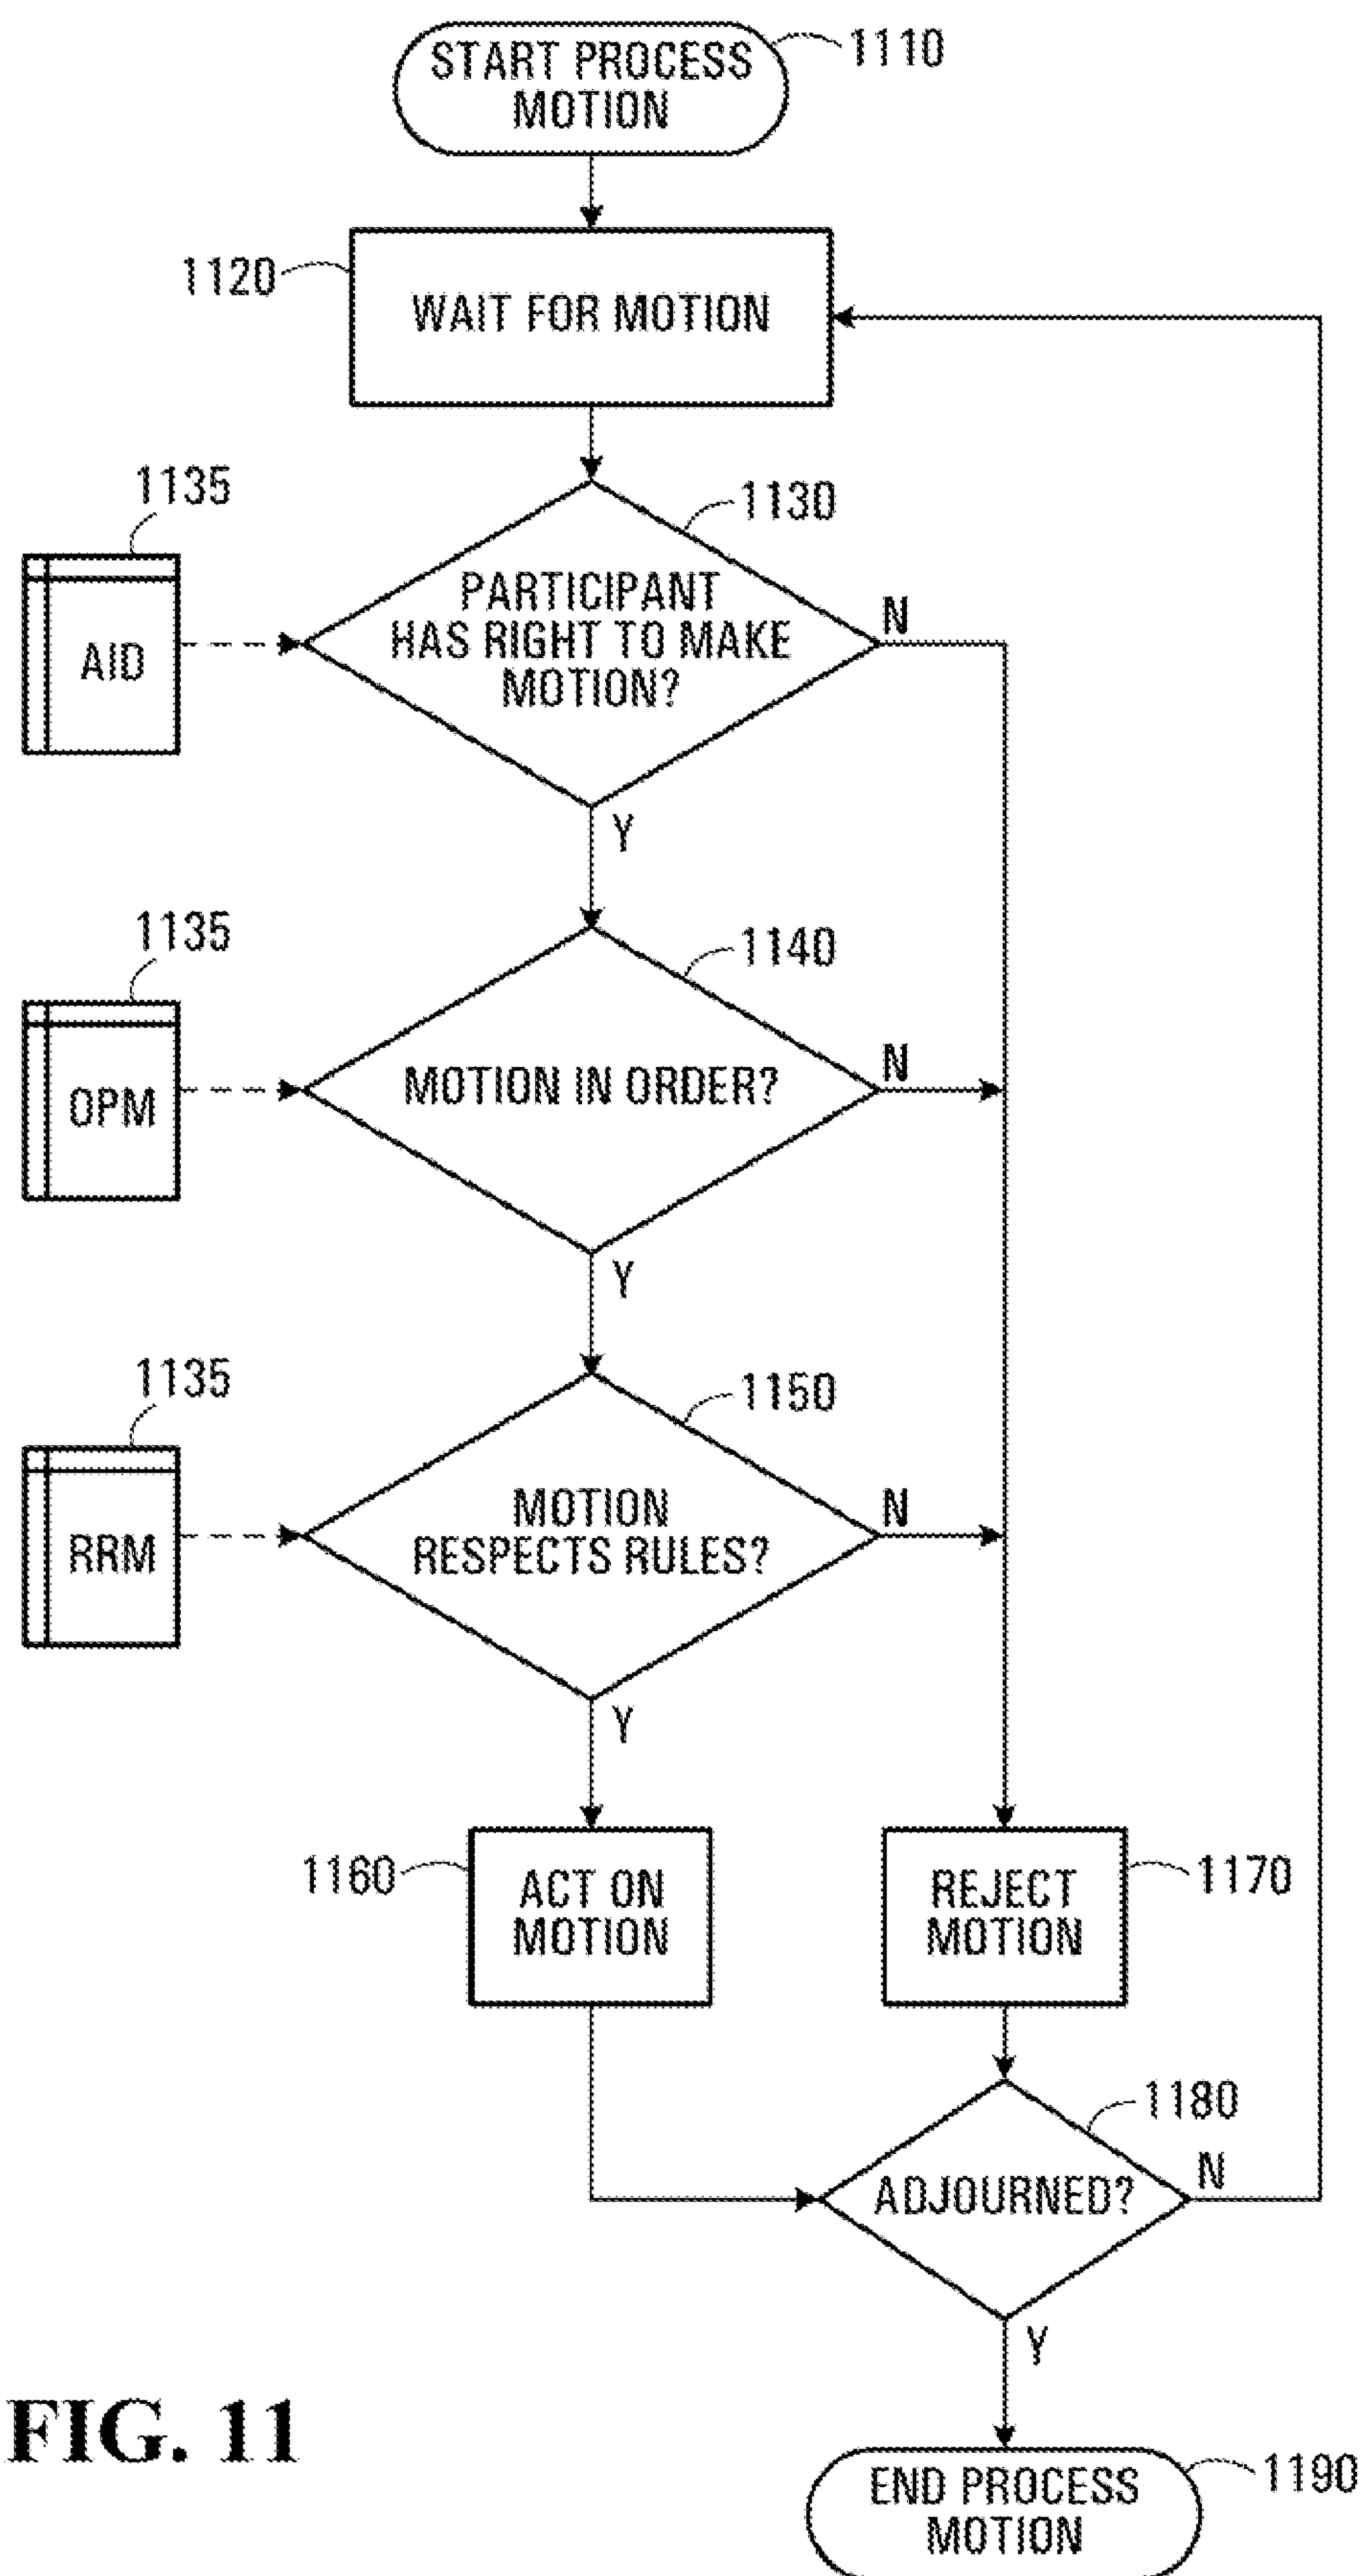 START PROCESS
MOTION
1110
1120
WAIT FOR MOTION
1135
1130
AID
PARTICIPANT
HAS RIGHT TO MAKE
MOTION?
N
Y
1135
1140
OPM
MOTION IN ORDER?
N
Y
1135
1150
RRM
MOTION
RESPECTS RULES?
N
Y
1160
ACT ON
MOTION
REJECT
MOTION
1170
1180
ADJOURNED?
N
Y
FIG. 11
END PROCESS
MOTION
1190